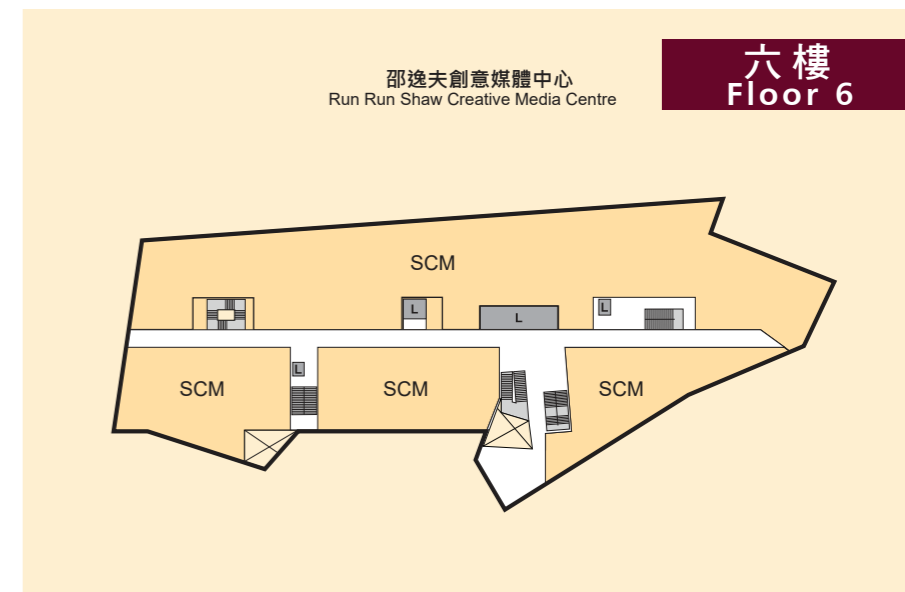 六樓
Floor 6
邵逸夫創意媒體中心
Run Run Shaw Creative Media Centre
SCM
L
L
L
L
SCM
SCM
SCM